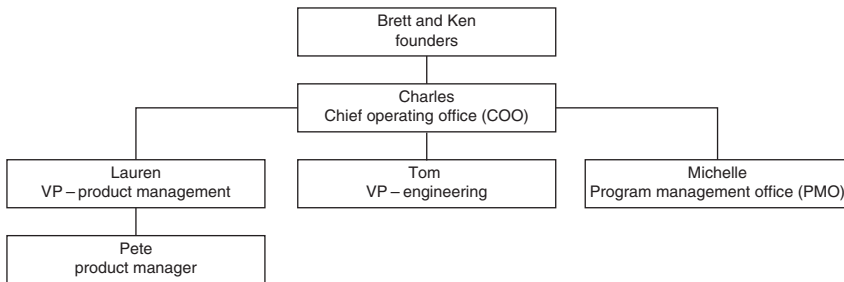 Brett and Ken
founders
Charles
Chief operating office (COO)
Lauren
VP – product management
Tom
VP – engineering
Michelle
Program management office (PMO)
Pete
product manager